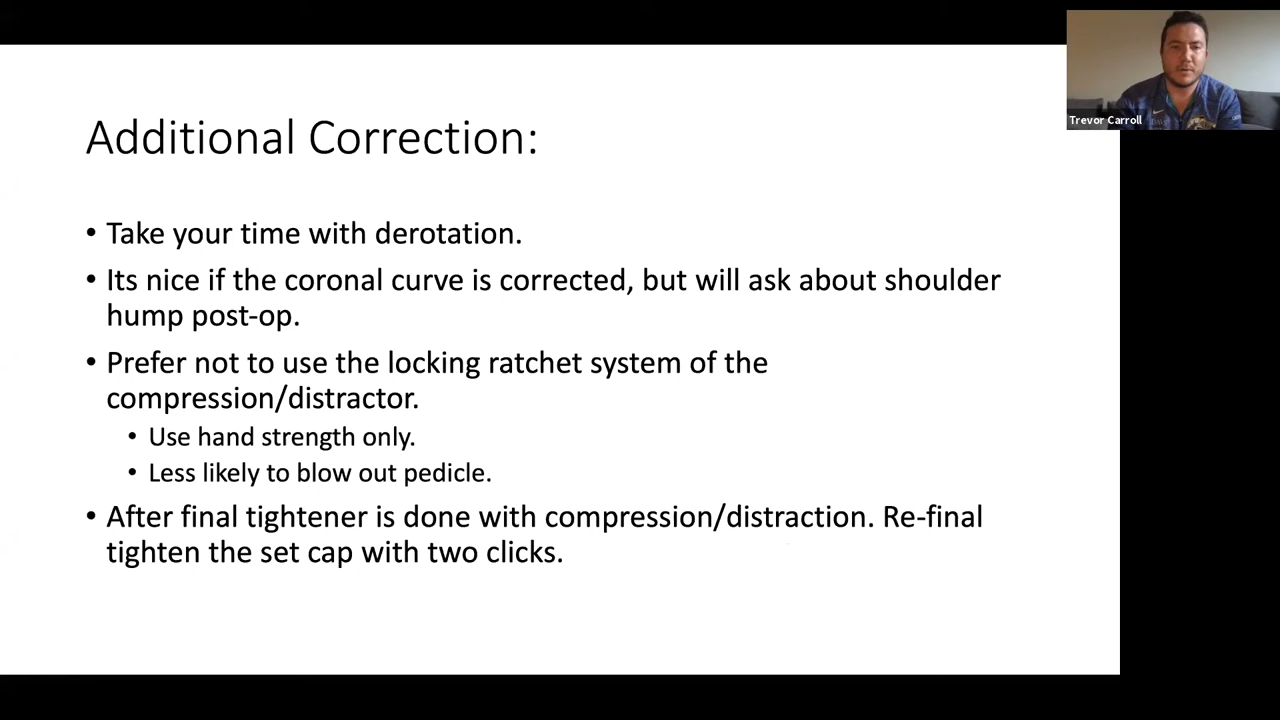 Additional Correction:
• Take your time with derotation.
• Its nice if the coronal curve is corrected, but will ask about shoulder
hump post-op.
• Prefer not to use the locking ratchet system of the
compression/distractor.
• Use hand strength only.
• Less likely to blow out pedicle.
• After final tightener is done with compression/distraction. Re-final
tighten the set cap with two clicks.
Trevor Carroll